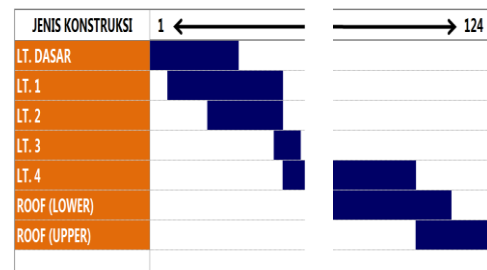 JENIS KONSTRUKSI 1 124
LT. DASAR
LT. 1
LT. 2
LT. 3
LT. 4
ROOF (LOWER)
ROOF (UPPER)